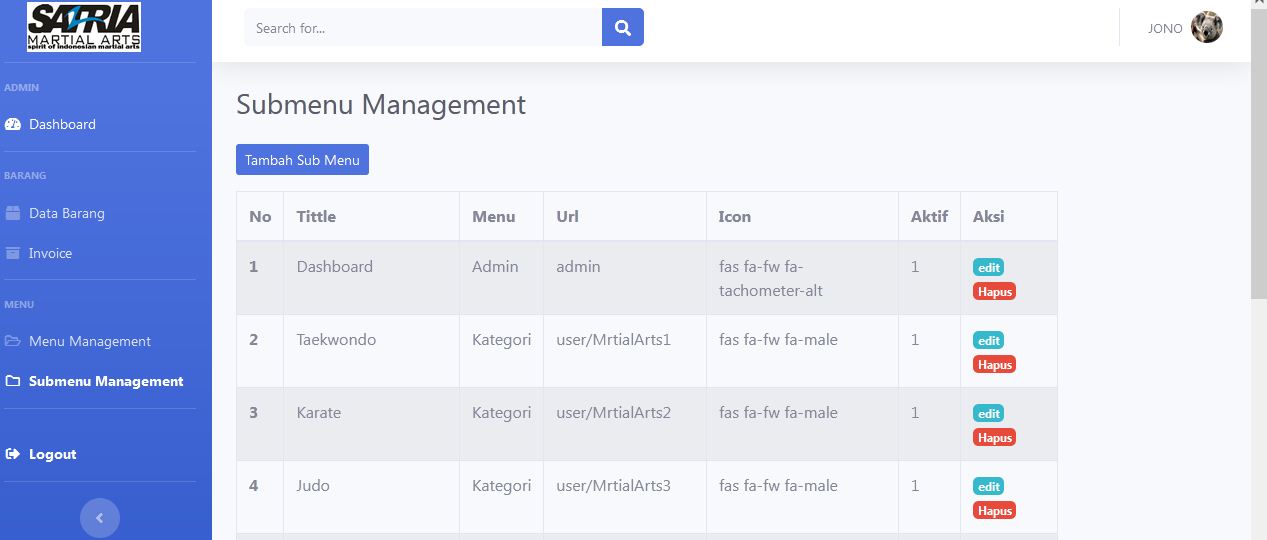 SATRIA
MARTIAL ARTS
spirit of indonesian martial arts
Search for...
JONO
ADMIN
Dashboard
BARANG
Data Barang
Invoice
MENU
Menu Management
Submenu Management
Logout
Submenu Management
Tambah Sub Menu
No Tittle Menu Url Icon Aktif Aksi
1 Dashboard Admin admin fas fa-fw fa- 1 edit
tachometer-alt Hapus
2 Taekwondo Kategori user/MrtialArts1 fas fa-fw fa-male 1 edit
Hapus
3 Karate Kategori user/MrtialArts2 fas fa-fw fa-male 1 edit
Hapus
4 Judo Kategori user/MrtialArts3 fas fa-fw fa-male 1 edit
Hapus